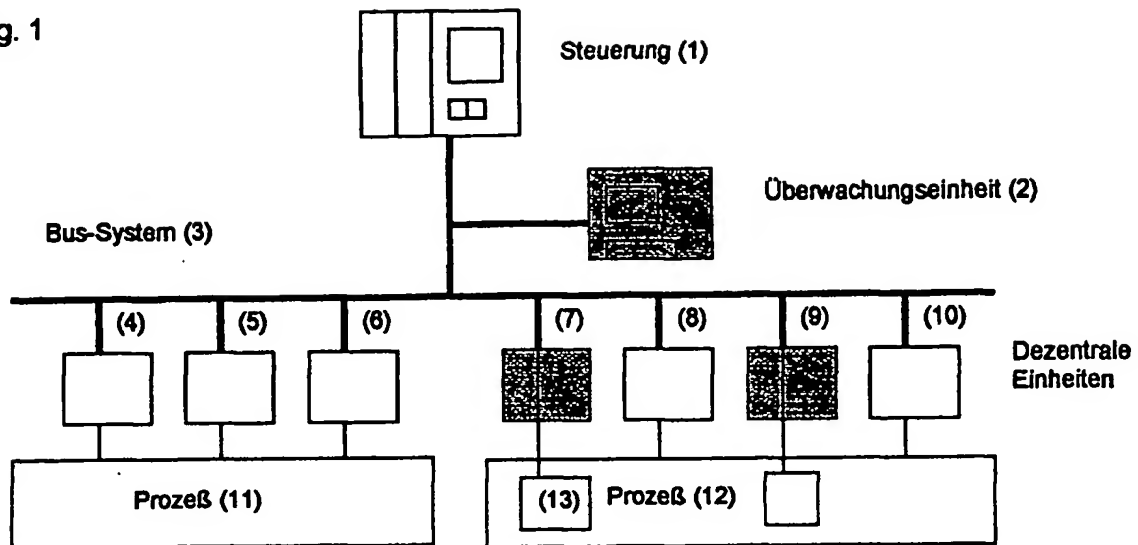 g. 1
Steuerung (1)
Überwachungseinheit (2)
Bus-System (3)
(4) (5) (6) (7) (8) (9) (10)
Dezentrale
Einheiten
Prozeß (11) (13) Prozeß (12)